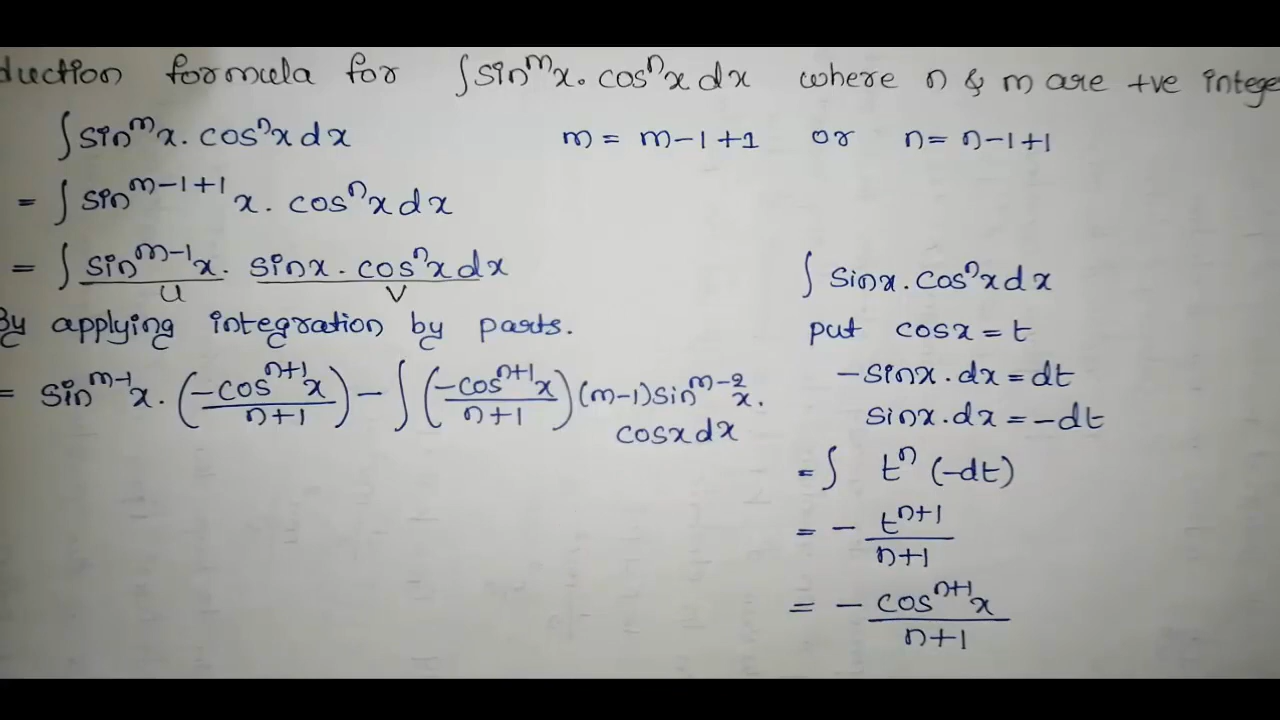 duction formula for ∫sinᵐx.cosⁿx dx where n & m are +ve intege
∫sinᵐx.cosⁿx dx m = m-1+1 or n = n-1+1
= ∫sinᵐ⁻¹⁺¹x. cosⁿx dx
= ∫sinᵐ⁻¹x. sinx.cosⁿx dx
U V
By applying integration by parts.
= sinᵐ⁻¹x.(-cosⁿ⁺¹x/n+1) - ∫(-cosⁿ⁺¹x/n+1)(m-1)sinᵐ⁻²x.
cosx dx
∫ sinx.cosⁿx dx
put cosx = t
-sinx.dx = dt
sinx.dx = -dt
= ∫ tⁿ (-dt)
= - tⁿ⁺¹/n+1
= - cosⁿ⁺¹x/n+1